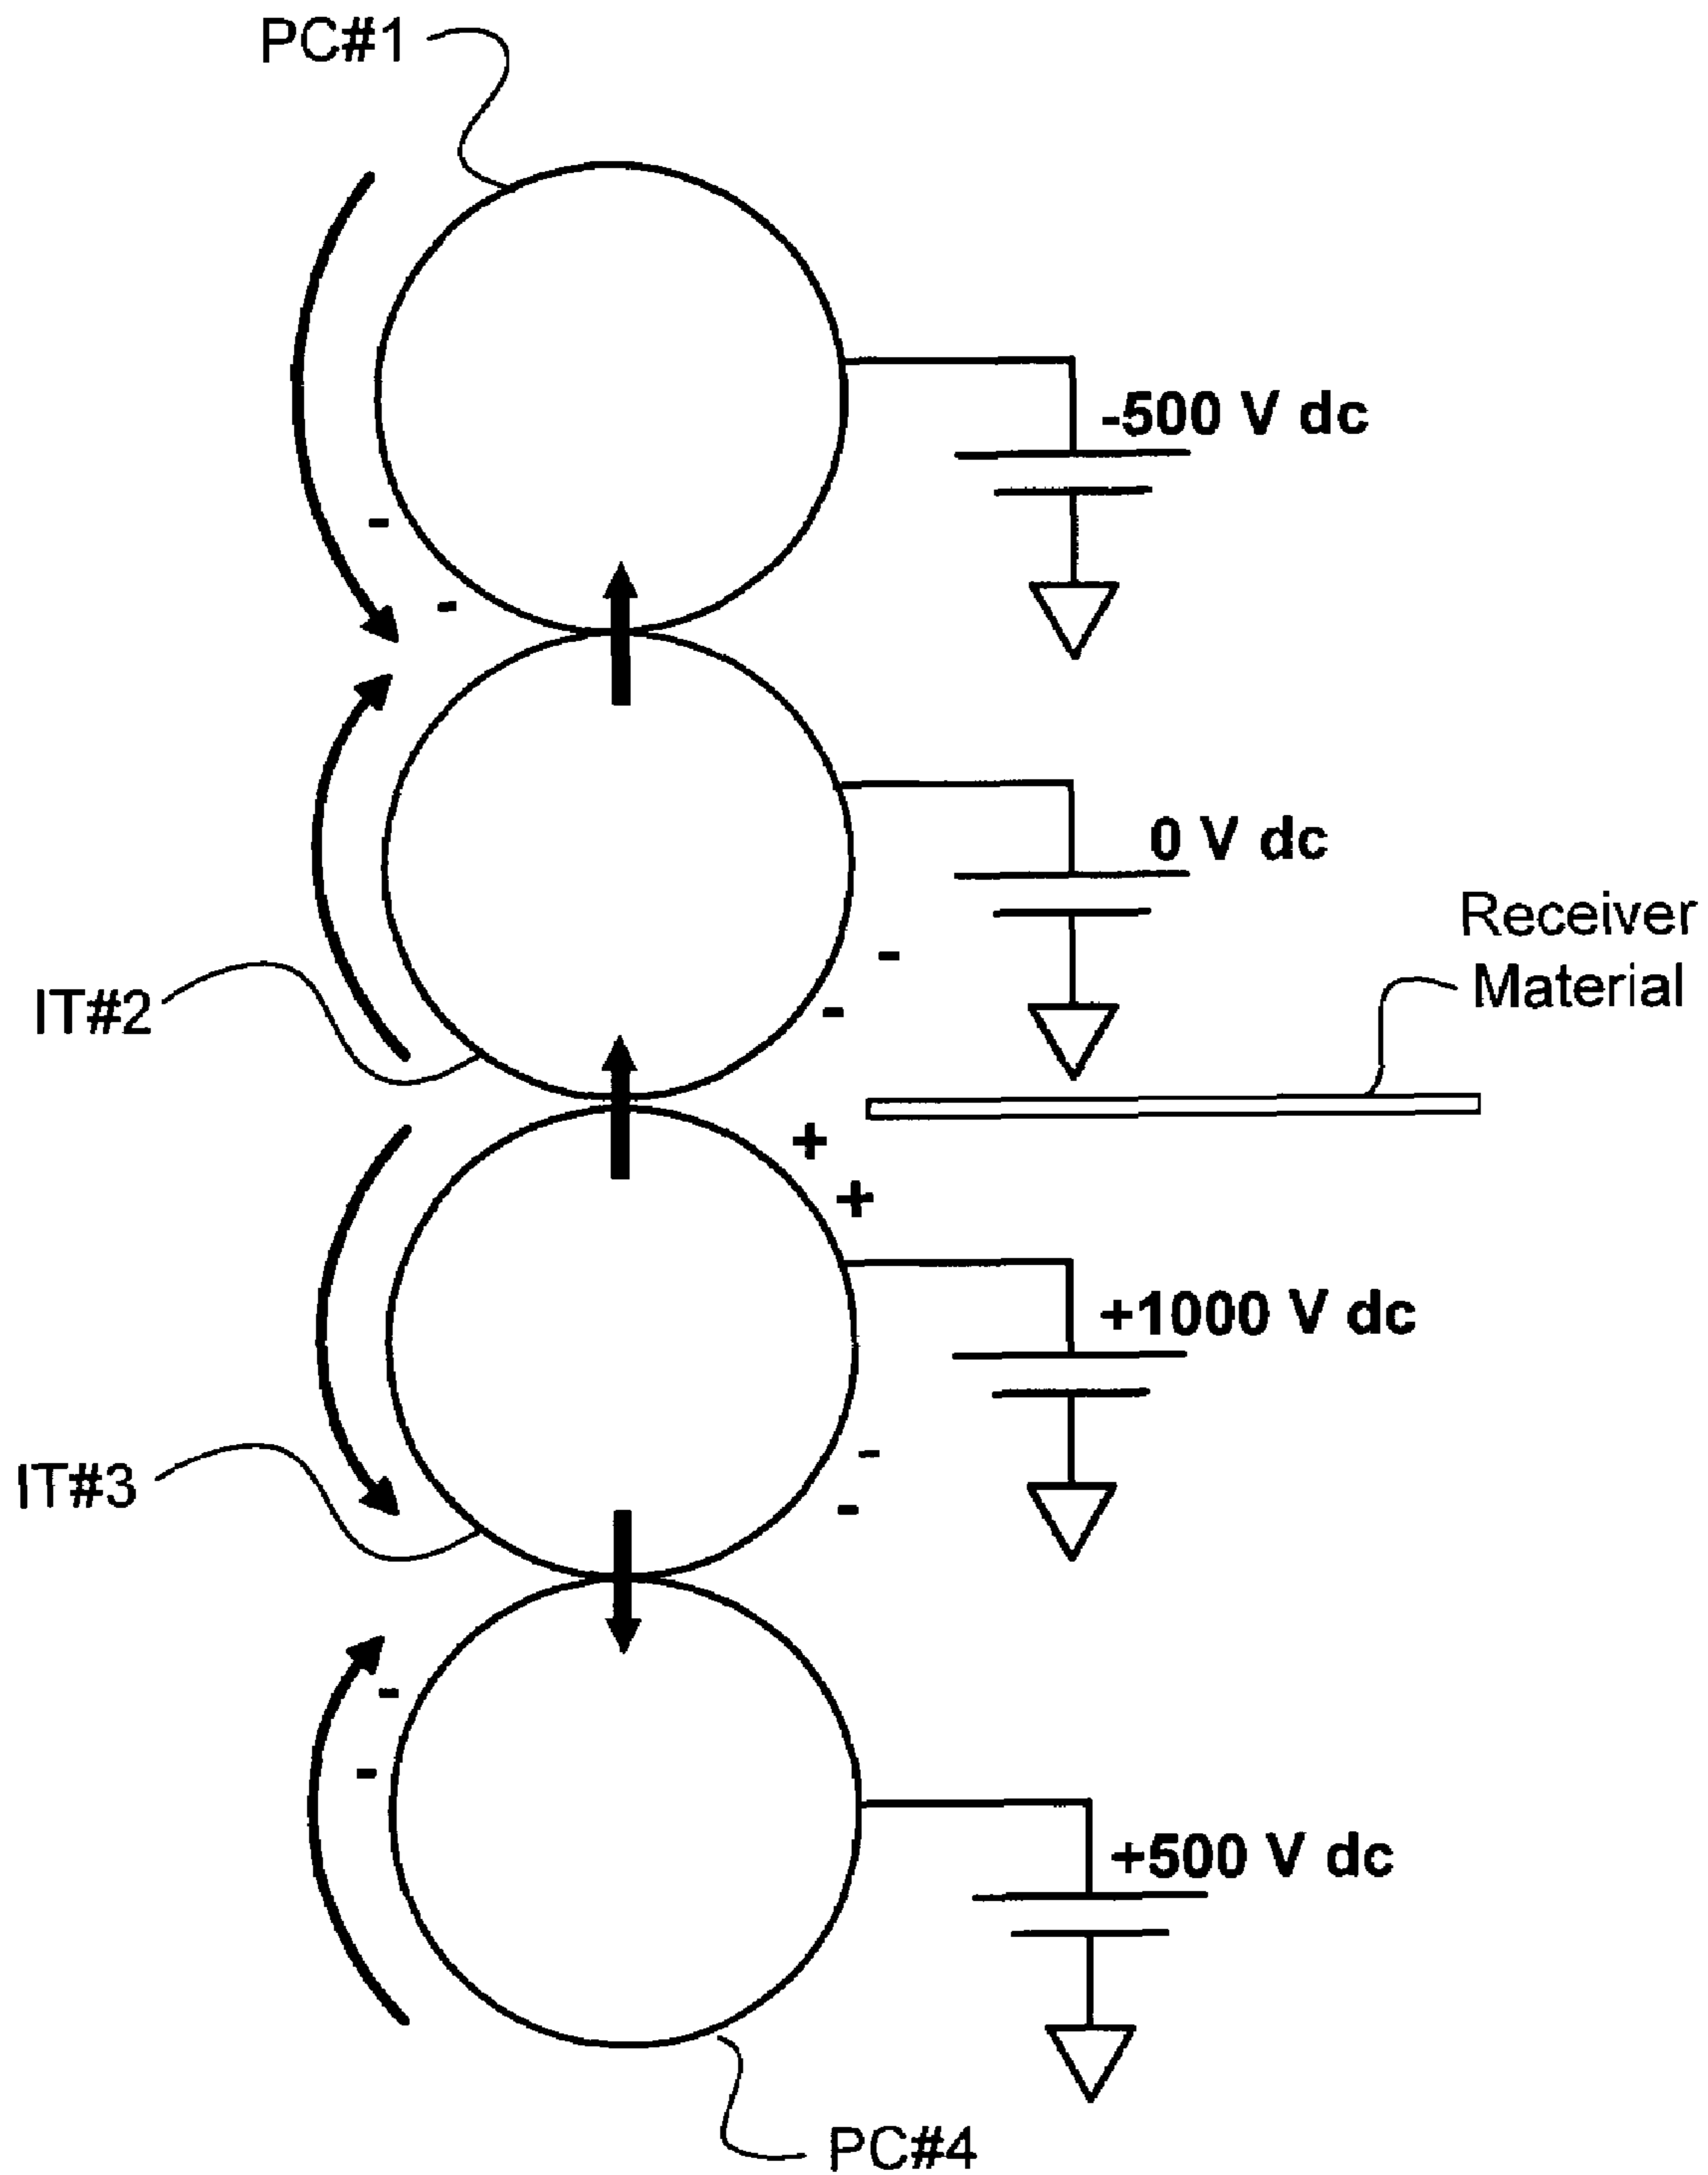 PC#1
-500 V dc
-
-
0 V dc
Receiver
Material
-
IT#2
-
+
+
+1000 V dc
-
IT#3
-
-
-
+500 V dc
PC#4